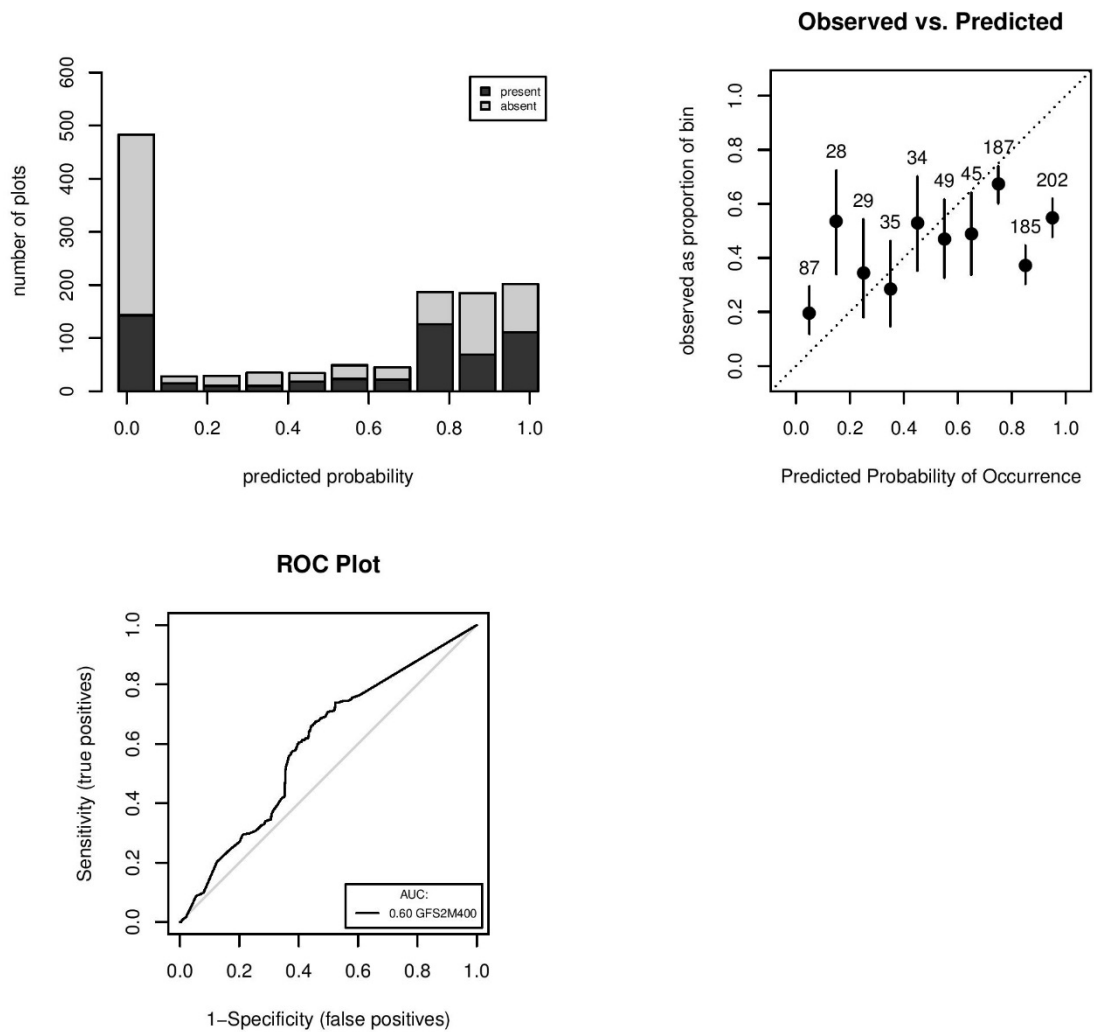 600
500
400
300
200
100
0
number of plots
present
absent
0.0 0.2 0.4 0.6 0.8 1.0
predicted probability
Observed vs. Predicted
1.0
0.8
0.6
0.4
0.2
0.0
observed as proportion of bin
87
28
29
35
34
49
45
187
185
202
0.0 0.2 0.4 0.6 0.8 1.0
Predicted Probability of Occurrence
ROC Plot
1.0
0.8
0.6
0.4
0.2
0.0
Sensitivity (true positives)
AUC:
0.60 GFS2M400
0.0 0.2 0.4 0.6 0.8 1.0
1−Specificity (false positives)